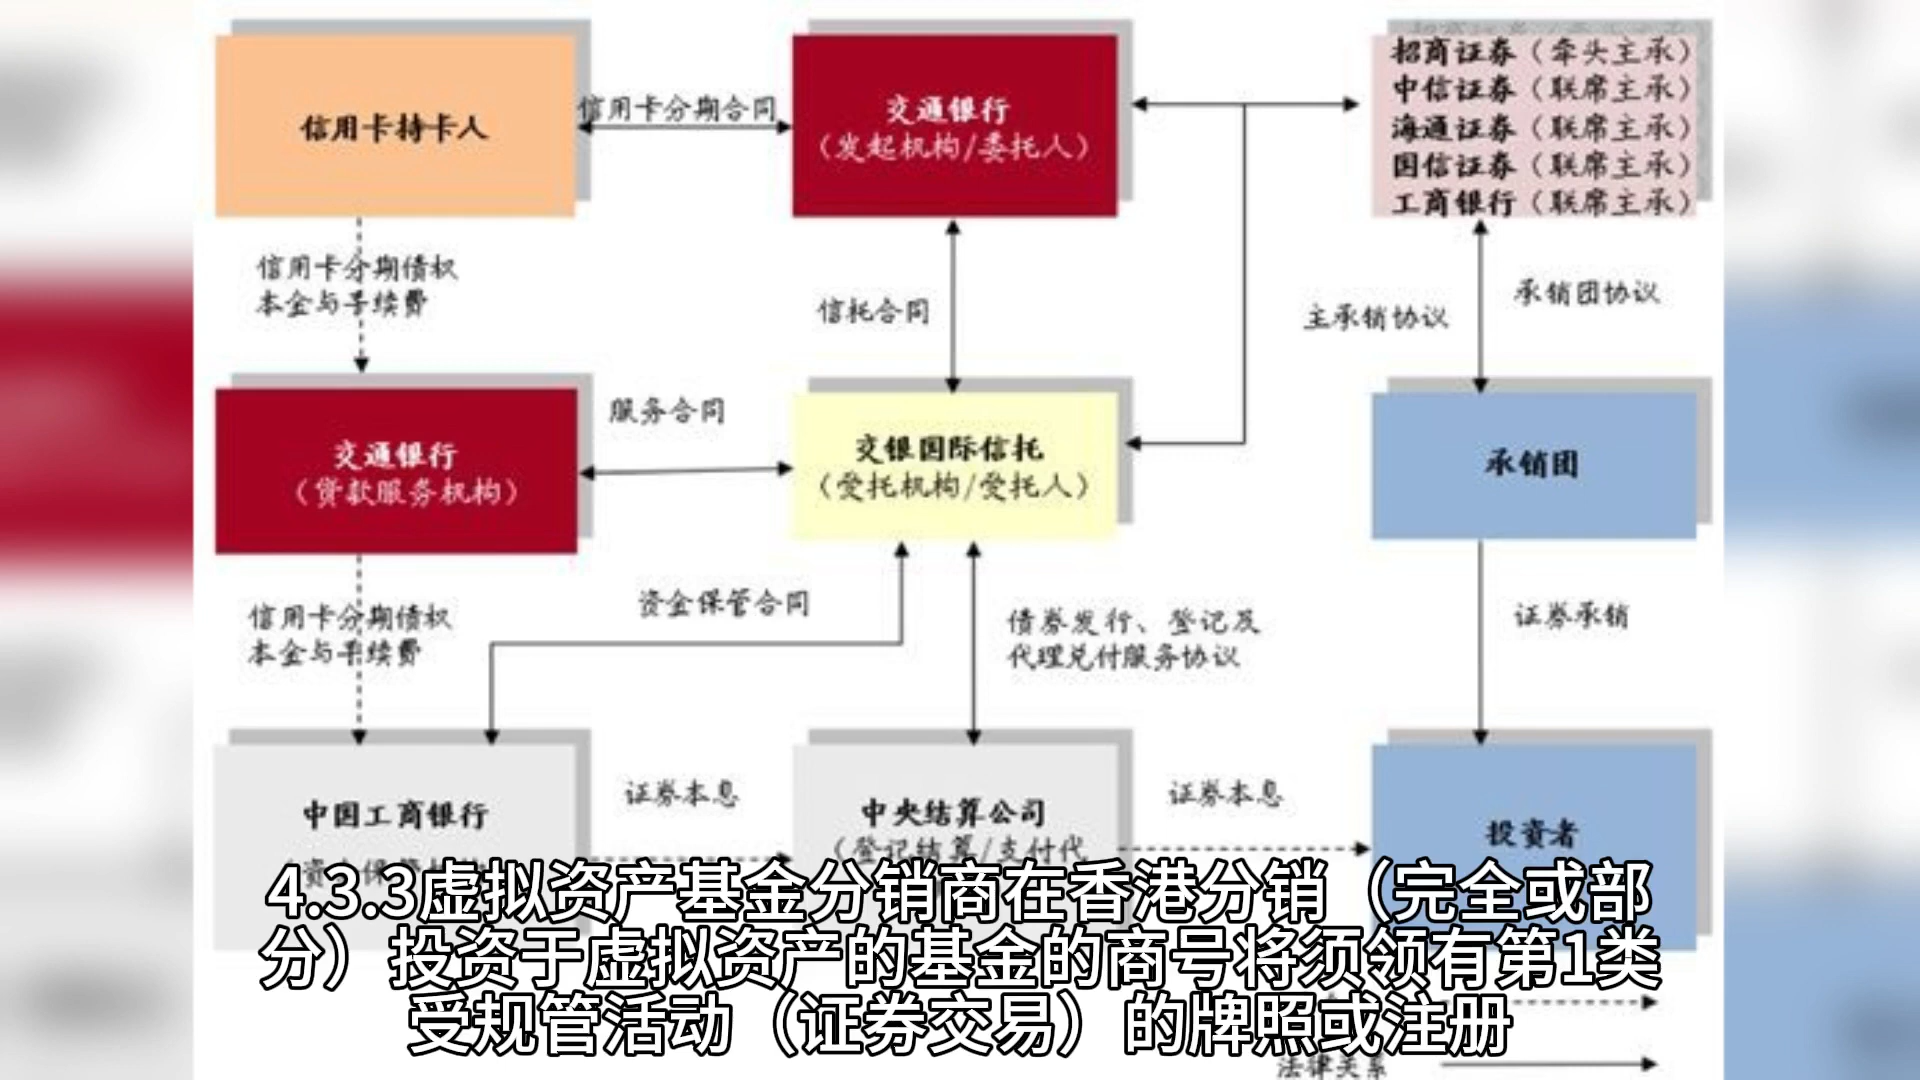 招商证券（牵头主承）
中信证券（联席主承）
海通证券（联席主承）
国信证券（联席主承）
工商银行（联席主承）
信用卡持卡人
信用卡分期合同
交通银行
（发起机构/委托人）
信用卡分期债权
本金与手续费
信托合同
主承销协议
承销团协议
交通银行
（贷款服务机构）
服务合同
交银国际信托
（受托机构/受托人）
承销团
信用卡分期债权
本金与手续费
资金保管合同
债券发行、登记及
代理兑付服务协议
证券承销
中国工商银行
证券本息
中央结算公司
（登记结算/支付代
证券本息
投资者
4.3.3虚拟资产基金分销商在香港分销（完全或部
分）投资于虚拟资产的基金的商号将须领有第1类
受规管活动（证券交易）的牌照或注册
法律关系